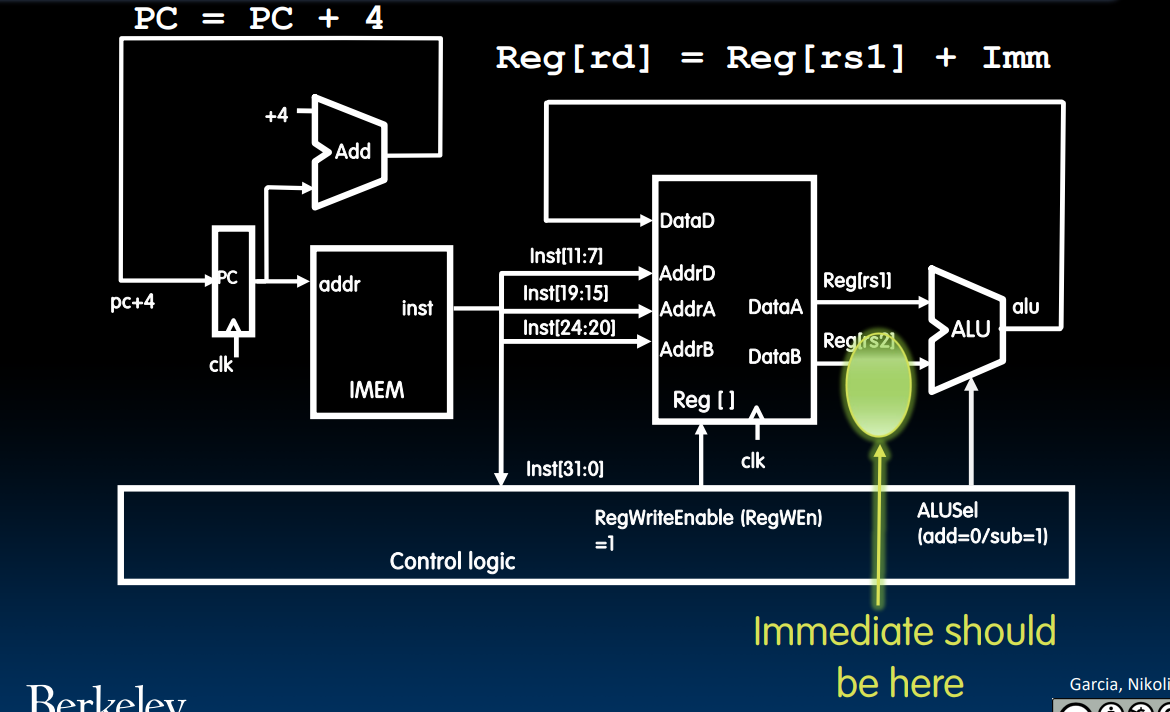 PC = PC + 4
Reg[rd] = Reg[rs1] + Imm
+4
Add
DataD
Inst[11:7]
PC
addr
AddrD
Reg[rs1]
Inst[19:15]
pc+4
inst
AddrA
DataA
alu
Inst[24:20]
ALU
Reg[rs2]
AddrB
DataB
clk
IMEM
Reg [ ]
clk
Inst[31:0]
RegWriteEnable (RegWEn)
=1
ALUSel
(add=0/sub=1)
Control logic
Immediate should
be here
Berkeley
Garcia,